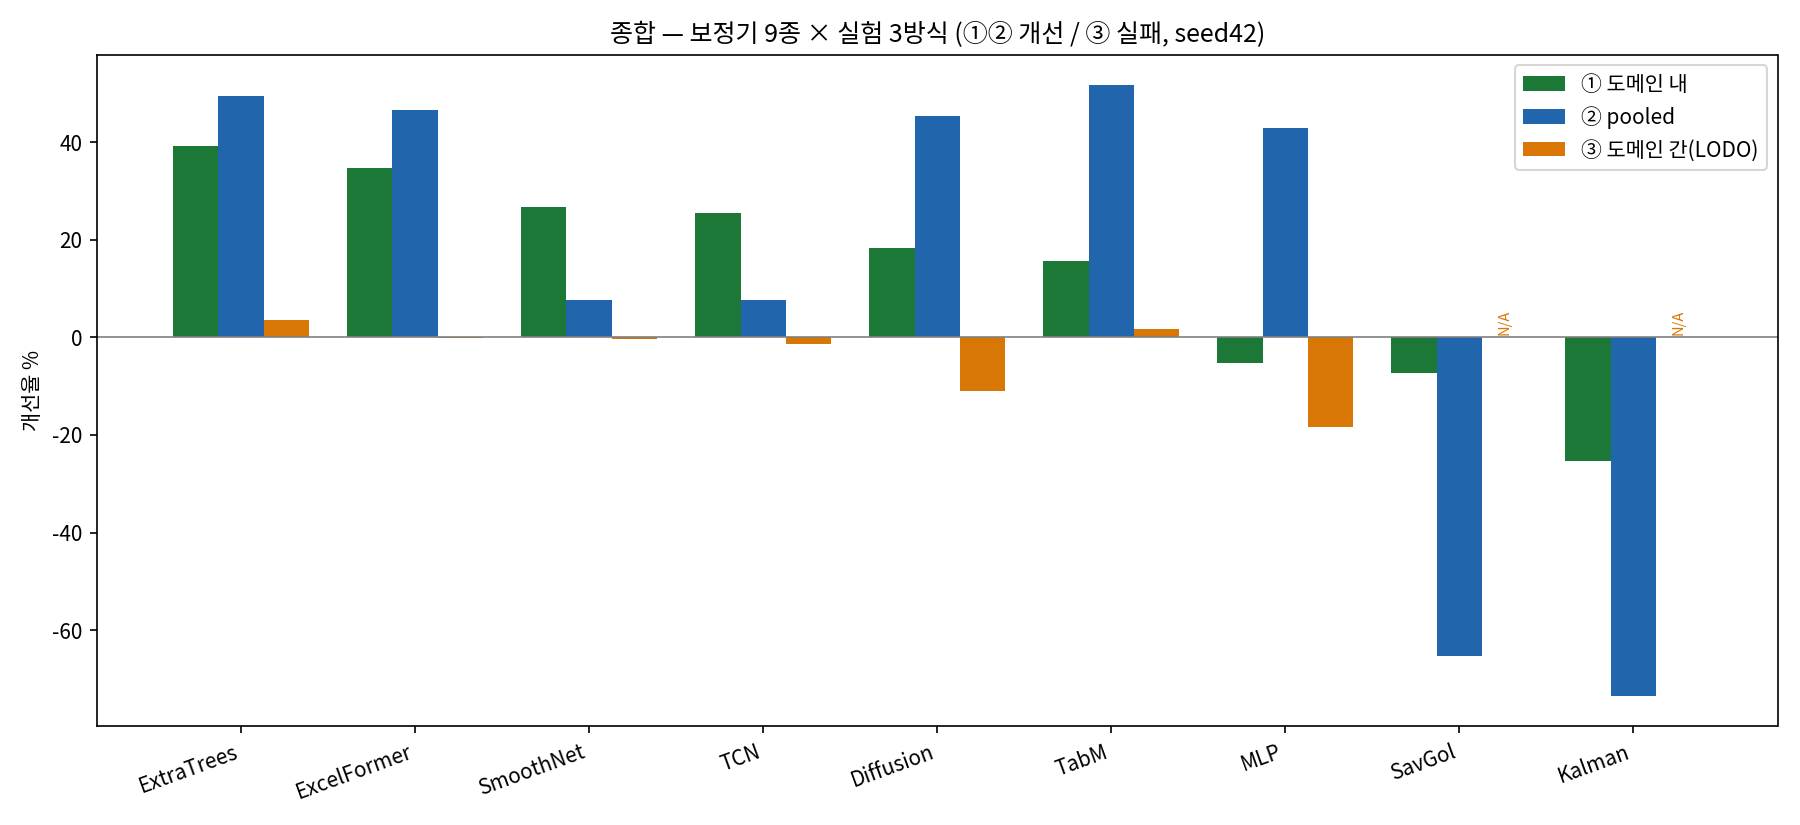 종합 — 보정기 9종 × 실험 3방식 (①② 개선 / ③ 실패, seed42)
① 도메인 내
② pooled
③ 도메인 간(LODO)
개선율 %
40
20
0
-20
-40
-60
N/A
N/A
ExtraTrees
ExcelFormer
SmoothNet
TCN
Diffusion
TabM
MLP
SavGol
Kalman